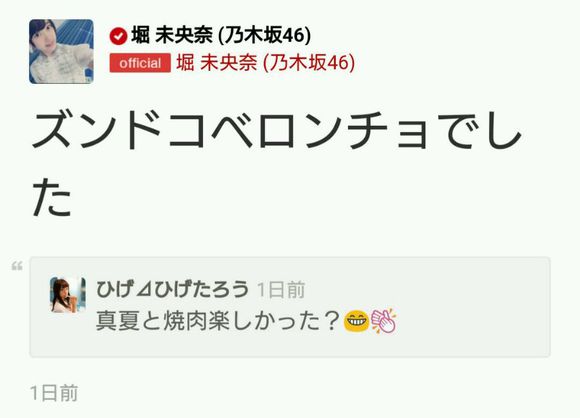 堀 未央奈 (乃木坂46)
official 堀 未央奈 (乃木坂46)
ズンドコベロンチョでし
た
ひげ⊿ひげたろう 1日前
真夏と焼肉楽しかった？😁👏
1日前